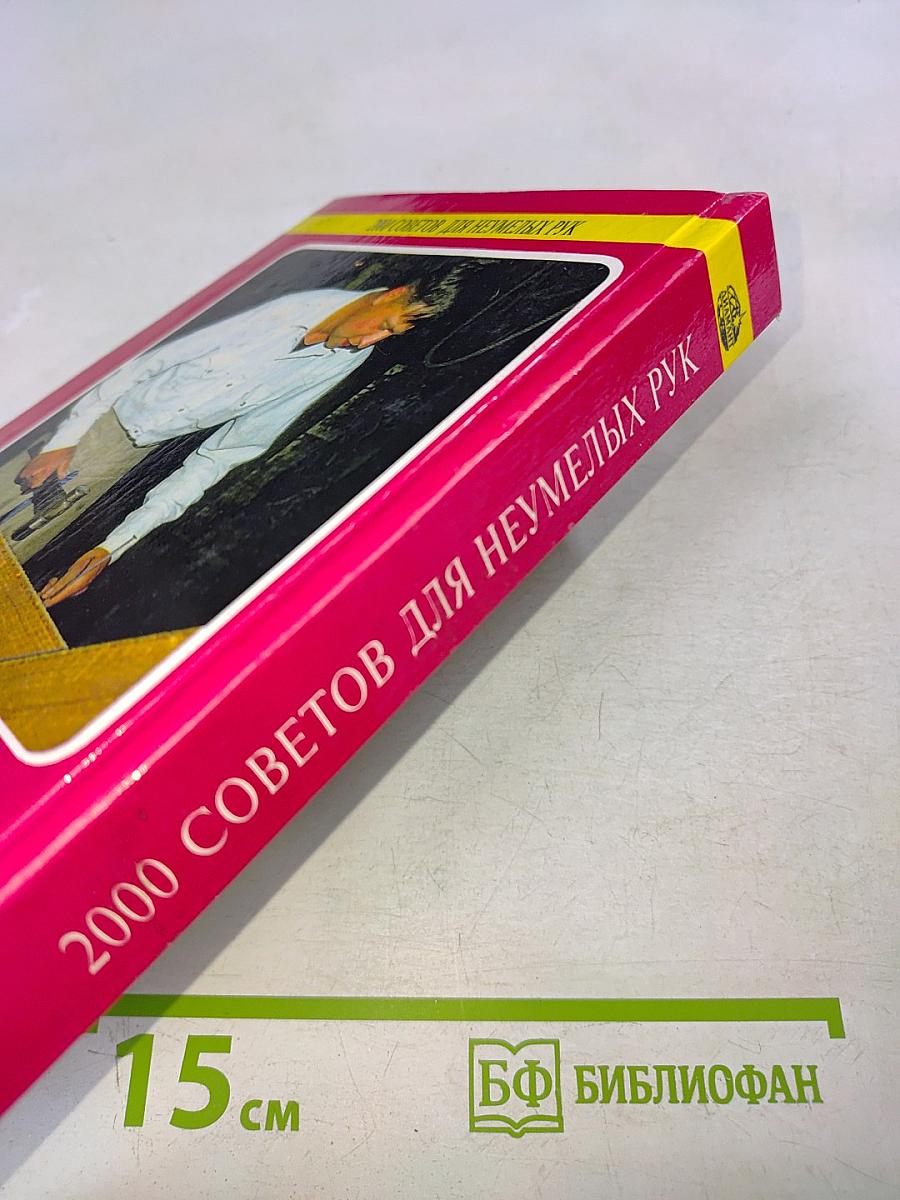 2000 СОВЕТОВ ДЛЯ НЕУМЕЛЫХ РУК
2000 СОВЕТОВ ДЛЯ НЕУМЕЛЫХ РУК
15 см
БФ БИБЛИОФАН